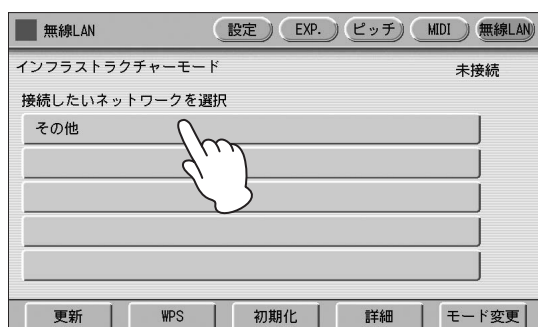 無線LAN 設定 EXP. ピッチ MIDI 無線LAN
インフラストラクチャーモード 未接続
接続したいネットワークを選択
その他
更新 WPS 初期化 詳細 モード変更